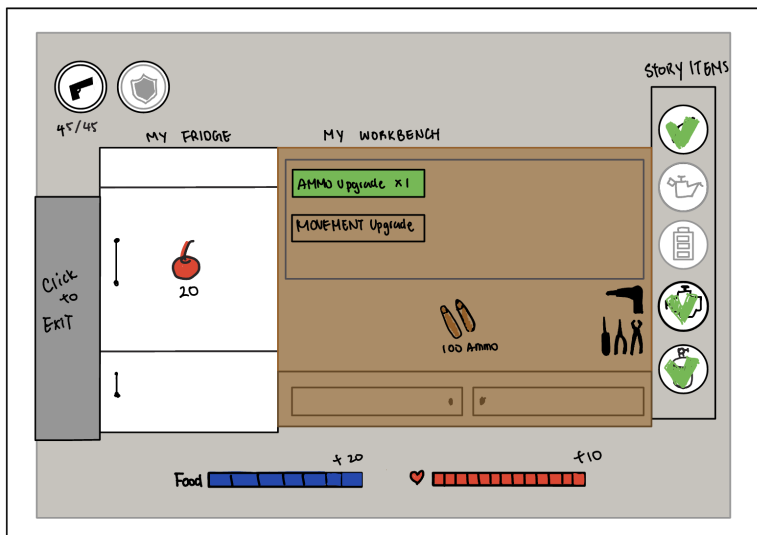 STORY ITEMS
45/45
MY FRIDGE
MY WORKBENCH
AMMO Upgrade x1
MOVEMENT Upgrade
Click
to
EXIT
20
100 Ammo
+20
+10
Food